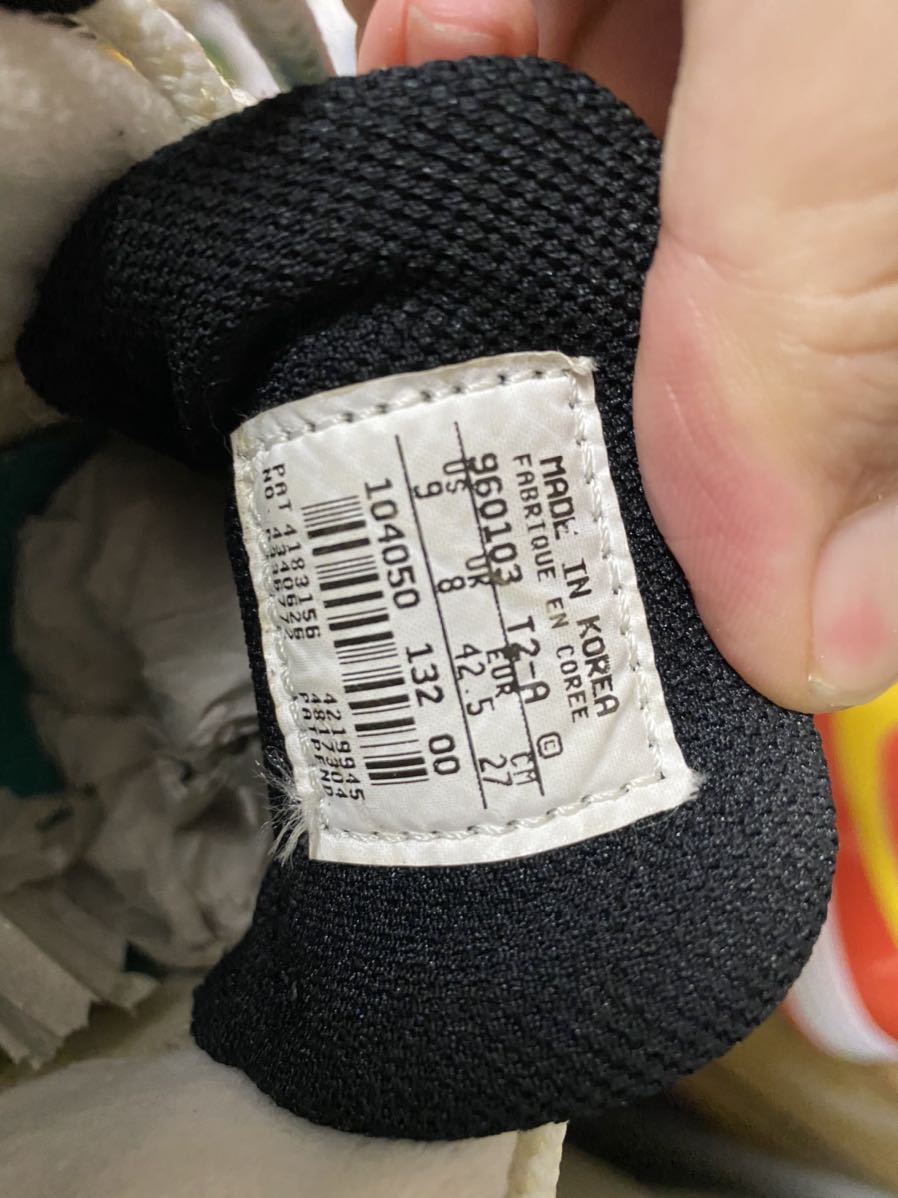 MADE IN KOREA
FABRIQUE EN COREE
960103 T2-A ©
US UK EUR CM
9 8 42.5 27
104050 132 00
PAT 4183156 4219945
NO. 4340626 4817304
PAT PEND